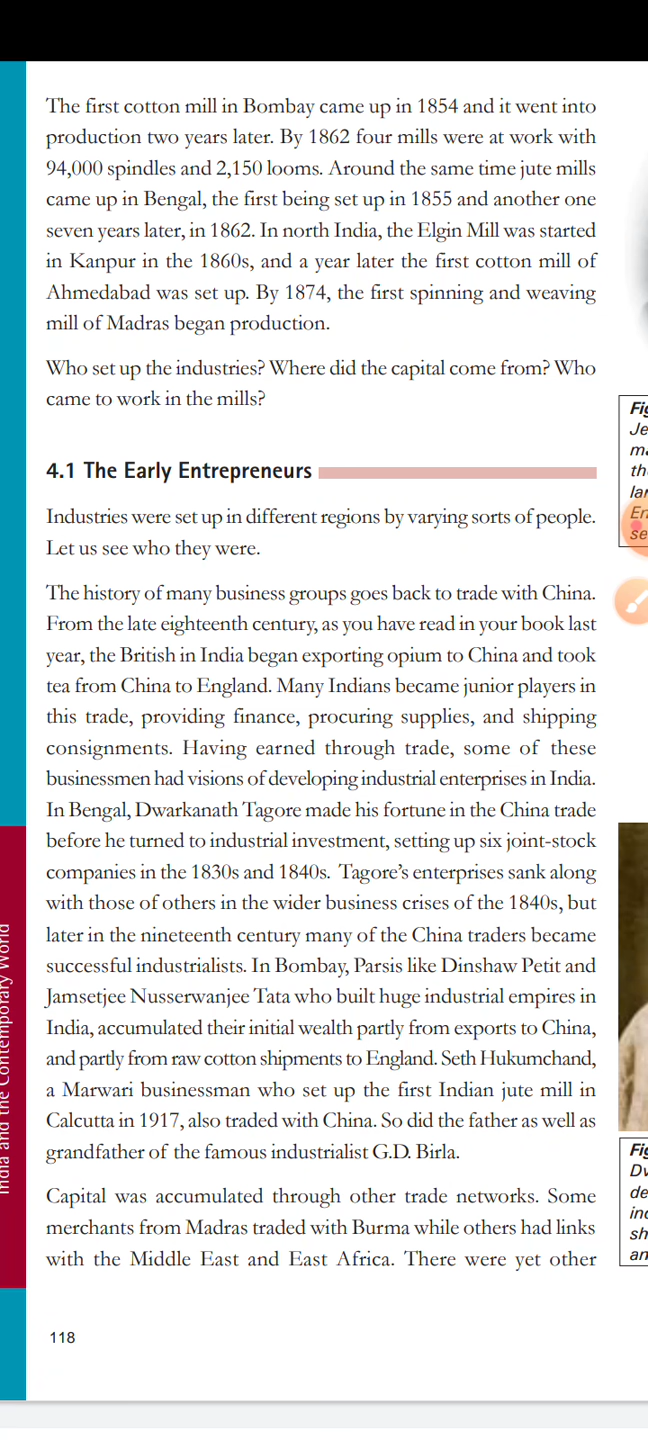 The first cotton mill in Bombay came up in 1854 and it went into
production two years later. By 1862 four mills were at work with
94,000 spindles and 2,150 looms. Around the same time jute mills
came up in Bengal, the first being set up in 1855 and another one
seven years later, in 1862. In north India, the Elgin Mill was started
in Kanpur in the 1860s, and a year later the first cotton mill of
Ahmedabad was set up. By 1874, the first spinning and weaving
mill of Madras began production.
Who set up the industries? Where did the capital come from? Who
came to work in the mills?
4.1 The Early Entrepreneurs
Industries were set up in different regions by varying sorts of people.
Let us see who they were.
The history of many business groups goes back to trade with China.
From the late eighteenth century, as you have read in your book last
year, the British in India began exporting opium to China and took
tea from China to England. Many Indians became junior players in
this trade, providing finance, procuring supplies, and shipping
consignments. Having earned through trade, some of these
businessmen had visions of developing industrial enterprises in India.
In Bengal, Dwarkanath Tagore made his fortune in the China trade
before he turned to industrial investment, setting up six joint-stock
companies in the 1830s and 1840s. Tagore's enterprises sank along
with those of others in the wider business crises of the 1840s, but
later in the nineteenth century many of the China traders became
successful industrialists. In Bombay, Parsis like Dinshaw Petit and
Jamsetjee Nusserwanjee Tata who built huge industrial empires in
India, accumulated their initial wealth partly from exports to China,
and partly from raw cotton shipments to England. Seth Hukumchand,
a Marwari businessman who set up the first Indian jute mill in
Calcutta in 1917, also traded with China. So did the father as well as
grandfather of the famous industrialist G.D. Birla.
Capital was accumulated through other trade networks. Some
merchants from Madras traded with Burma while others had links
with the Middle East and East Africa. There were yet other
118
India and the Contemporary World
Fig
Je
ma
th
lar
En
se
Fig
Dv
de
ind
sh
an